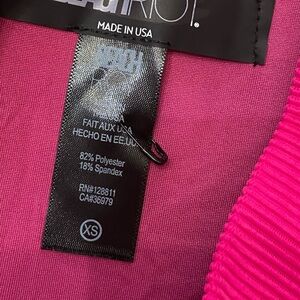 RIOT.
MADE IN USA
FAIT AUX USA
HECHO EN EE.UU
82% Polyester
18% Spandex
RN#128811
CA#36979
XS